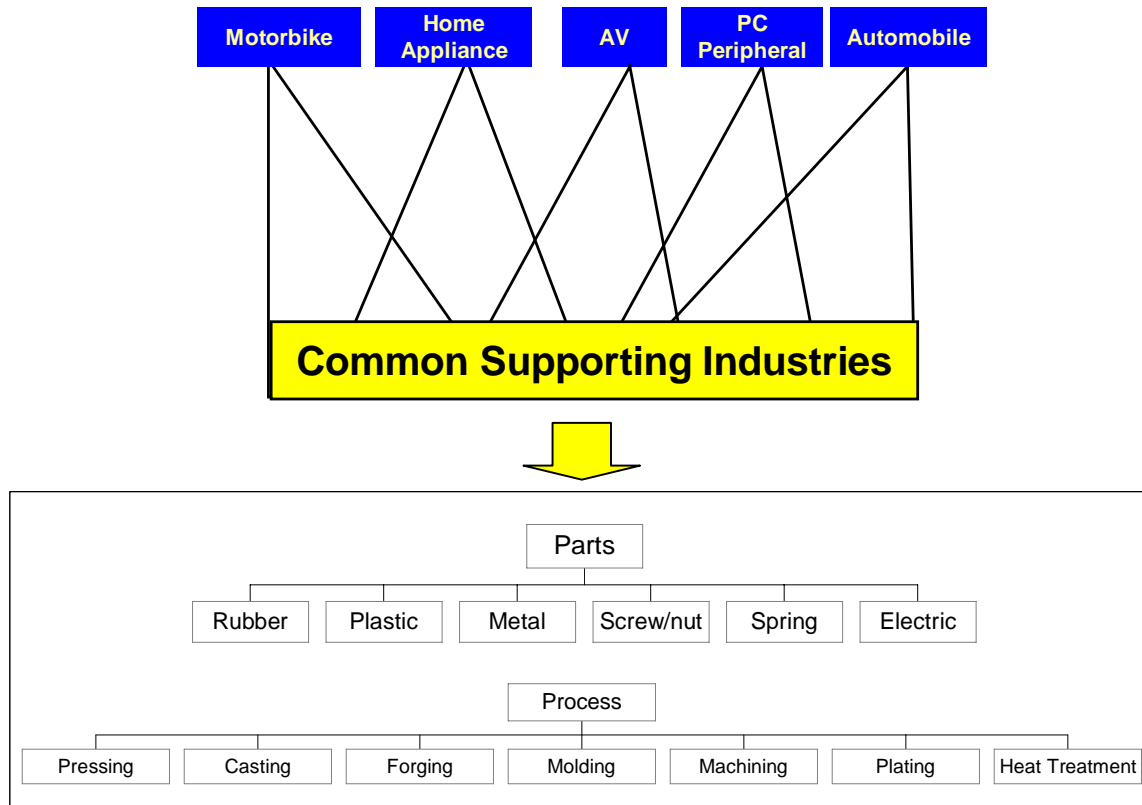 Motorbike
Home
Appliance
AV
PC
Peripheral
Automobile
Common Supporting Industries
Parts
Rubber
Plastic
Metal
Screw/nut
Spring
Electric
Process
Pressing
Casting
Forging
Molding
Machining
Plating
Heat Treatment